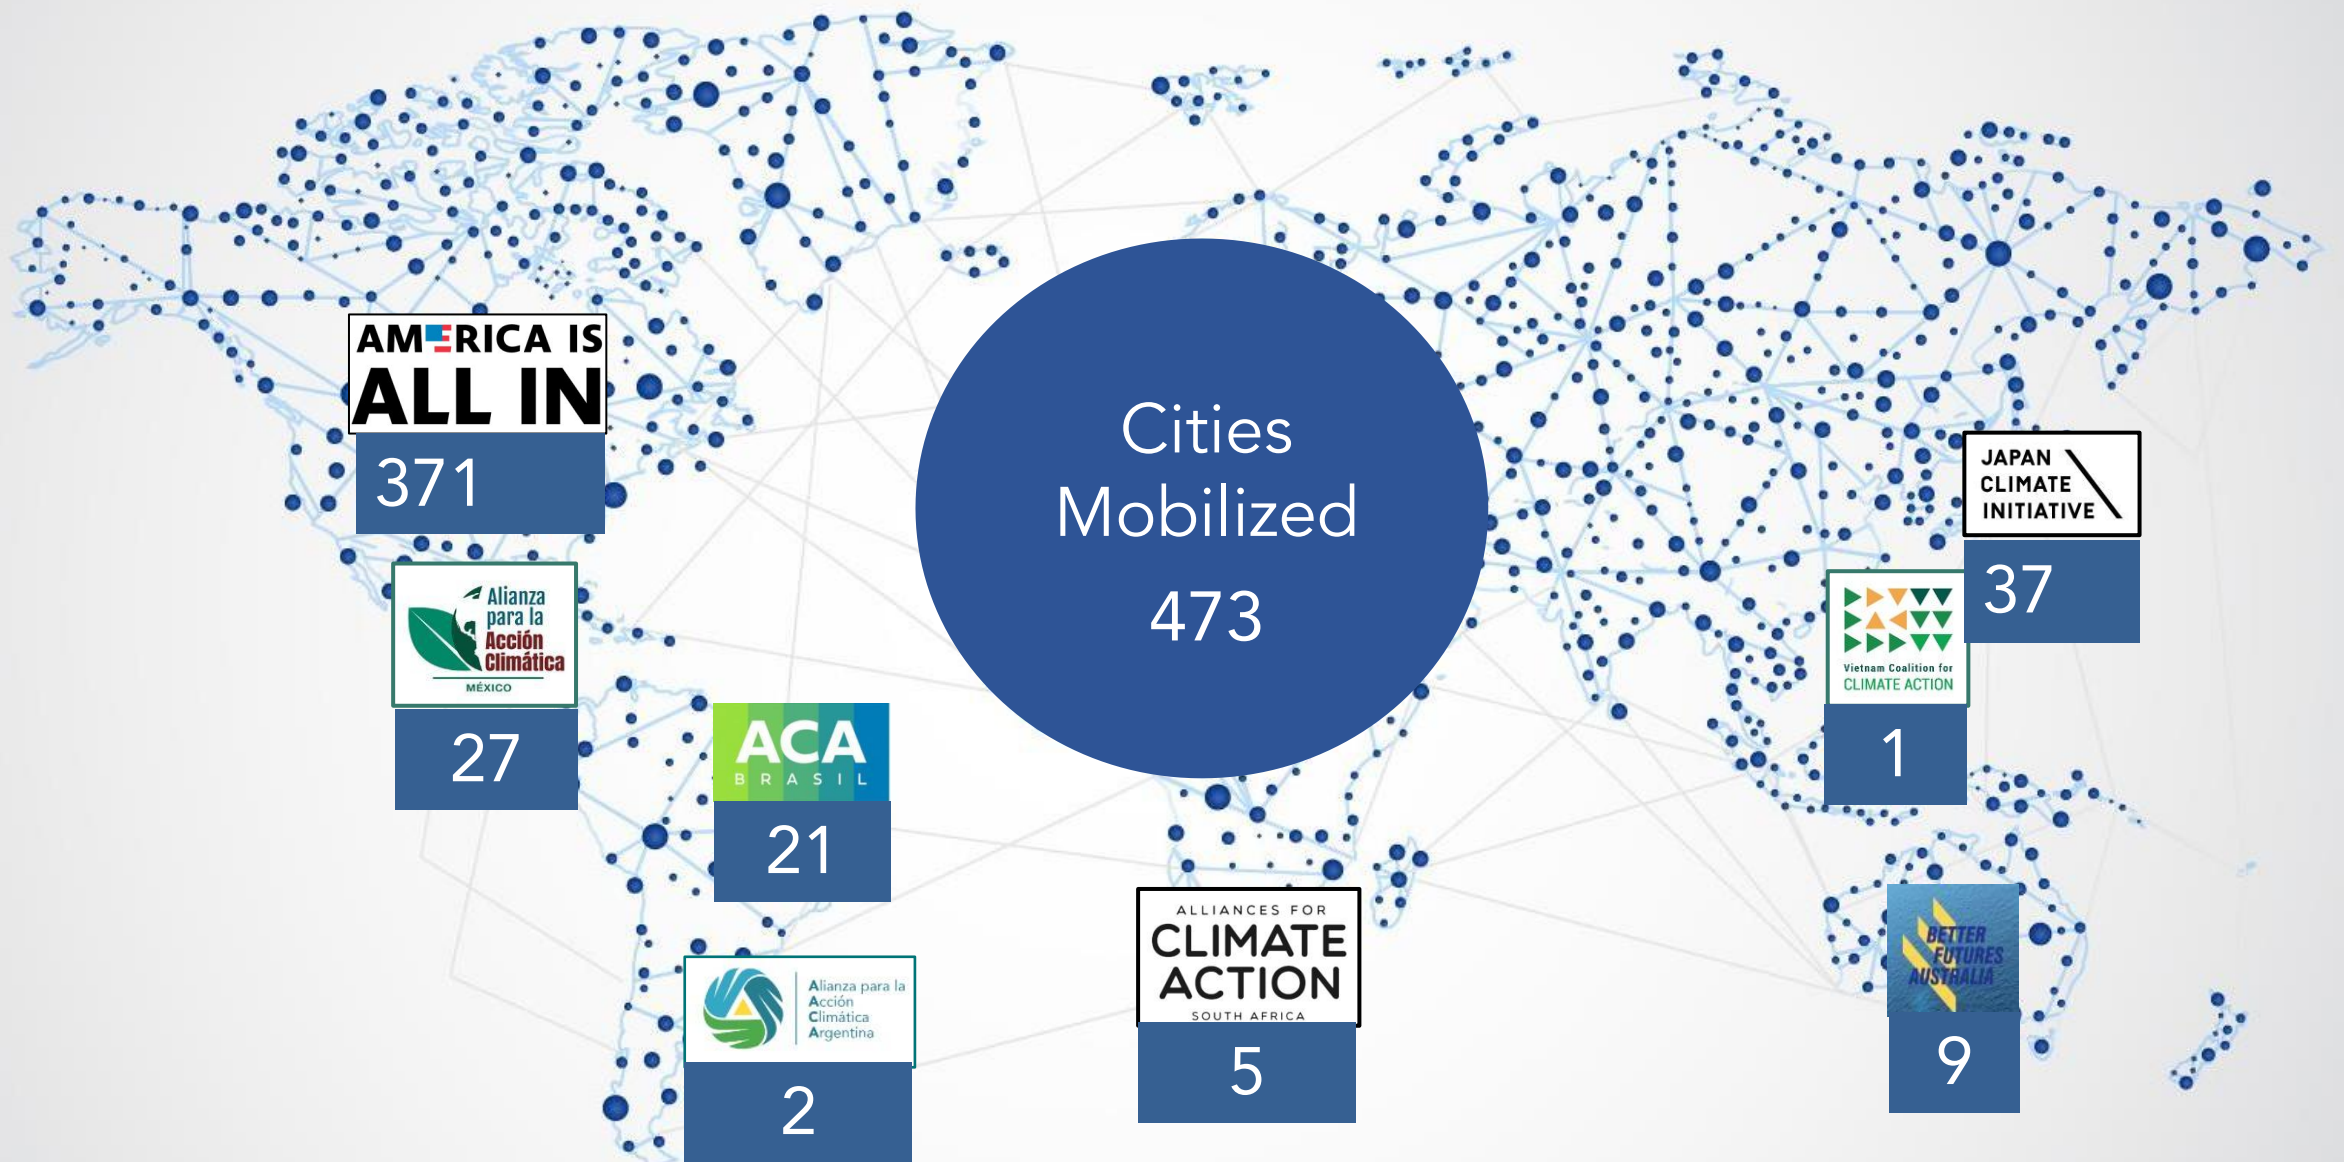 AMERICA IS
ALL IN
371
Alianza
para la
Acción
Climática
MÉXICO
27
ACA
BRASIL
21
Alianza para la
Acción
Climática
Argentina
2
Cities
Mobilized
473
ALLIANCES FOR
CLIMATE
ACTION
SOUTH AFRICA
5
JAPAN
CLIMATE
INITIATIVE
37
Vietnam Coalition for
CLIMATE ACTION
1
BETTER
FUTURES
AUSTRALIA
9